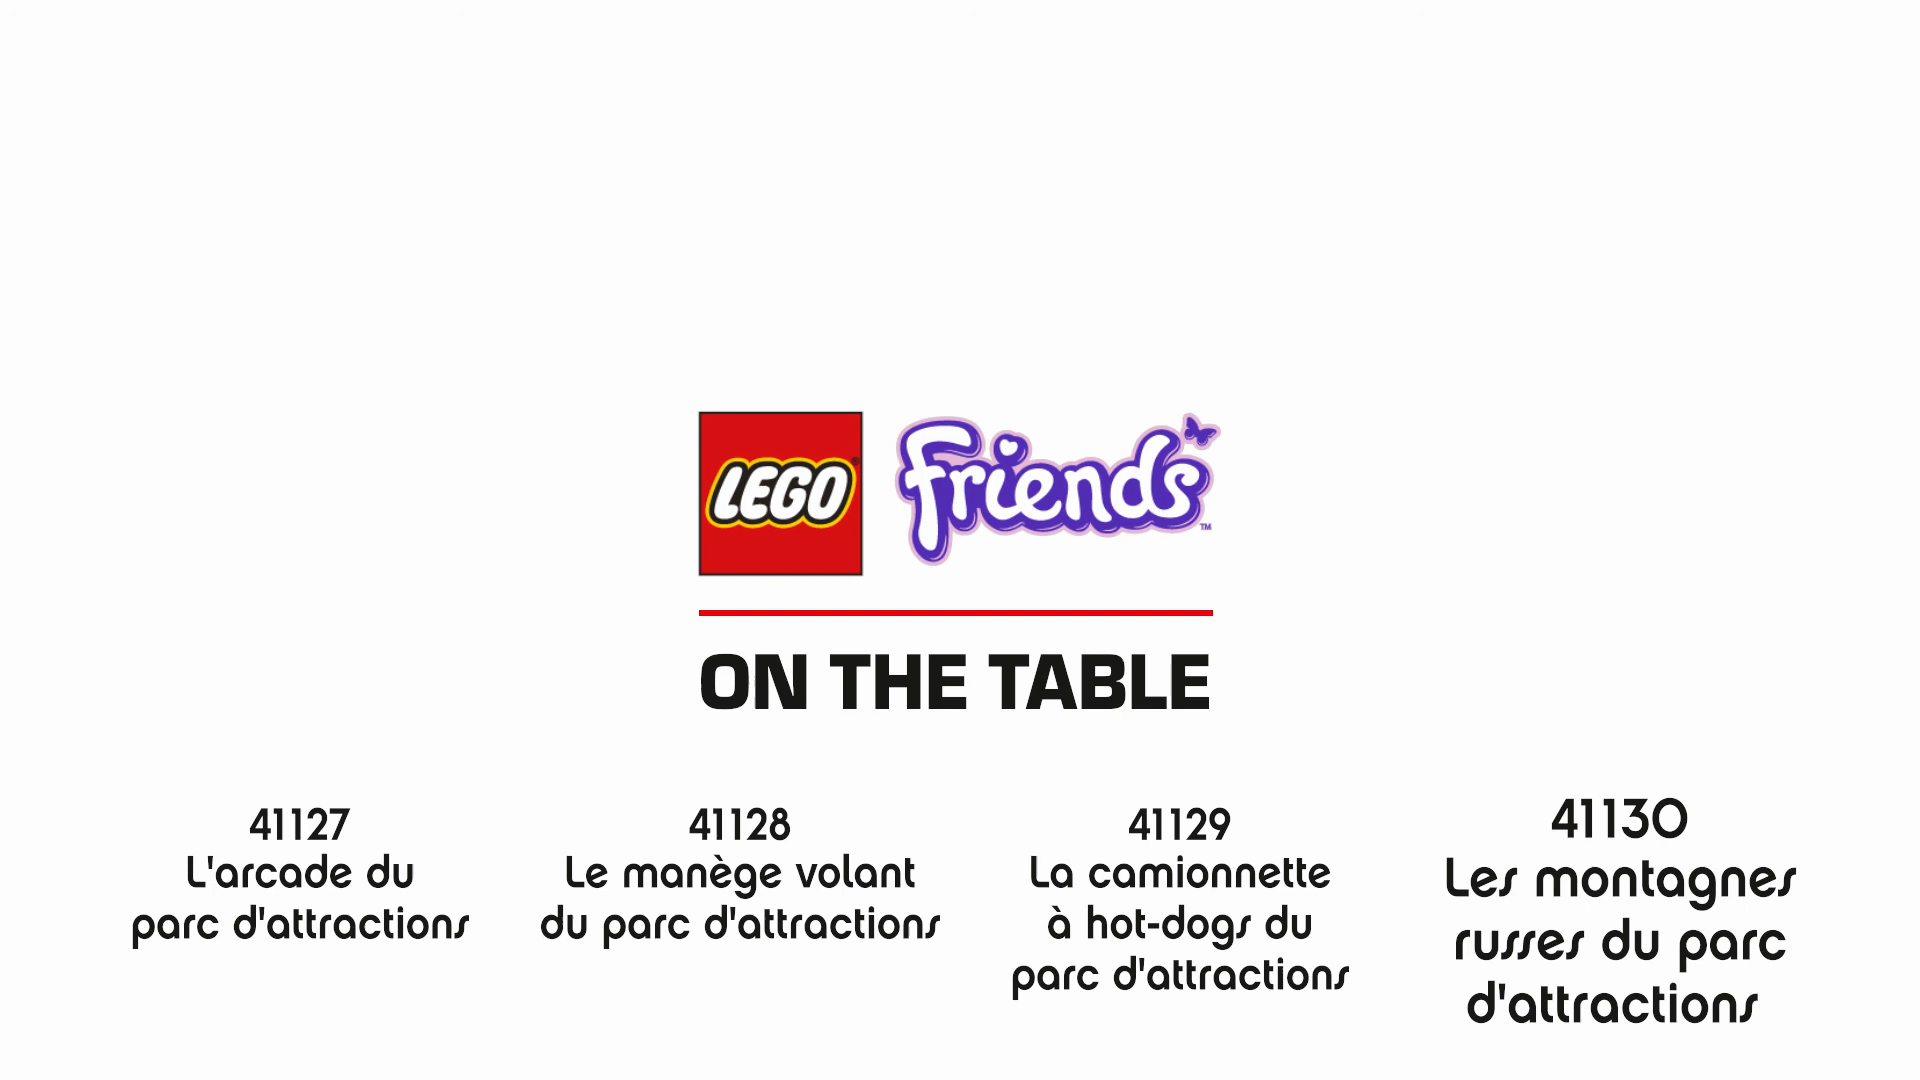 LEGO
friends™
ON THE TABLE
41127
L'arcade du
parc d'attractions
41128
Le manège volant
du parc d'attractions
41129
La camionnette
à hot-dogs du
parc d'attractions
41130
Les montagnes
russes du parc
d'attractions